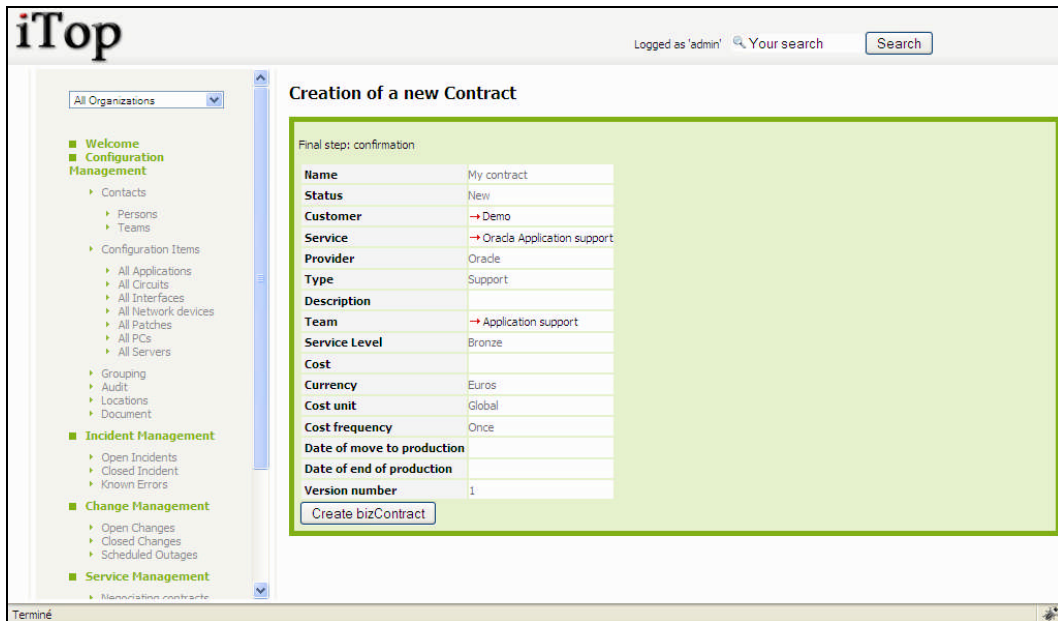 iTop
Logged as 'admin' Your search Search
All Organizations
Welcome
Configuration
Management
Contacts
Persons
Teams
Configuration Items
All Applications
All Circuits
All Interfaces
All Network devices
All Patches
All PCs
All Servers
Grouping
Audit
Locations
Document
Incident Management
Open Incidents
Closed Incident
Known Errors
Change Management
Open Changes
Closed Changes
Scheduled Outages
Service Management
Negociating contracts
Creation of a new Contract
Final step: confirmation
Name My contract
Status New
Customer →Demo
Service →Oracla Application support
Provider Oracle
Type Support
Description
Team →Application support
Service Level Bronze
Cost
Currency Euros
Cost unit Global
Cost frequency Once
Date of move to production
Date of end of production
Version number 1
Create bizContract
Terminé